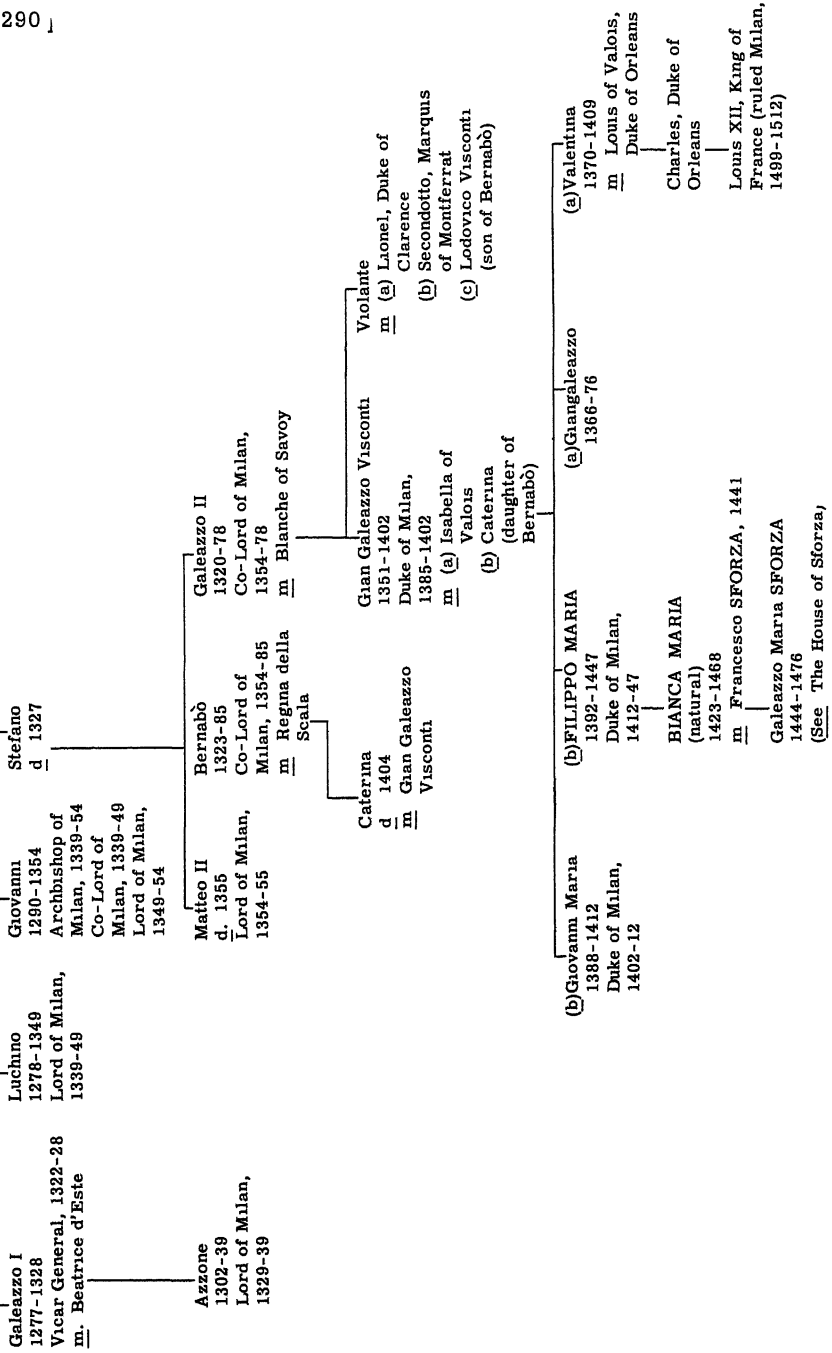 290 ]
Galeazzo I
1277-1328
Vicar General, 1322-28
m. Beatrice d'Este
Luchino
1278-1349
Lord of Milan,
1339-49
Giovanni
1290-1354
Archbishop of
Milan, 1339-54
Co-Lord of
Milan, 1339-49
Lord of Milan,
1349-54
Stefano
d 1327
Azzone
1302-39
Lord of Milan,
1329-39
Matteo II
d. 1355
Lord of Milan,
1354-55
Bernabò
1323-85
Co-Lord of
Milan, 1354-85
m Regina della
Scala
Galeazzo II
1320-78
Co-Lord of Milan,
1354-78
m Blanche of Savoy
Caterina
d 1404
m Gian Galeazzo
Visconti
Gian Galeazzo Visconti
1351-1402
Duke of Milan,
1385-1402
m (a) Isabella of
Valois
(b) Caterina
(daughter of
Bernabò)
Violante
m (a) Lionel, Duke of
Clarence
(b) Secondotto, Marquis
of Montferrat
(c) Lodovico Visconti
(son of Bernabò)
(b)Giovanni Maria
1388-1412
Duke of Milan,
1402-12
(b)FILIPPO MARIA
1392-1447
Duke of Milan,
1412-47
BIANCA MARIA
(natural)
1423-1468
m Francesco SFORZA, 1441
Galeazzo Maria SFORZA
1444-1476
(See The House of Sforza,
(a)Giangaleazzo
1366-76
(a)Valentina
1370-1409
m Louis of Valois,
Duke of Orleans
Charles, Duke of
Orleans
Louis XII, King of
France (ruled Milan,
1499-1512)